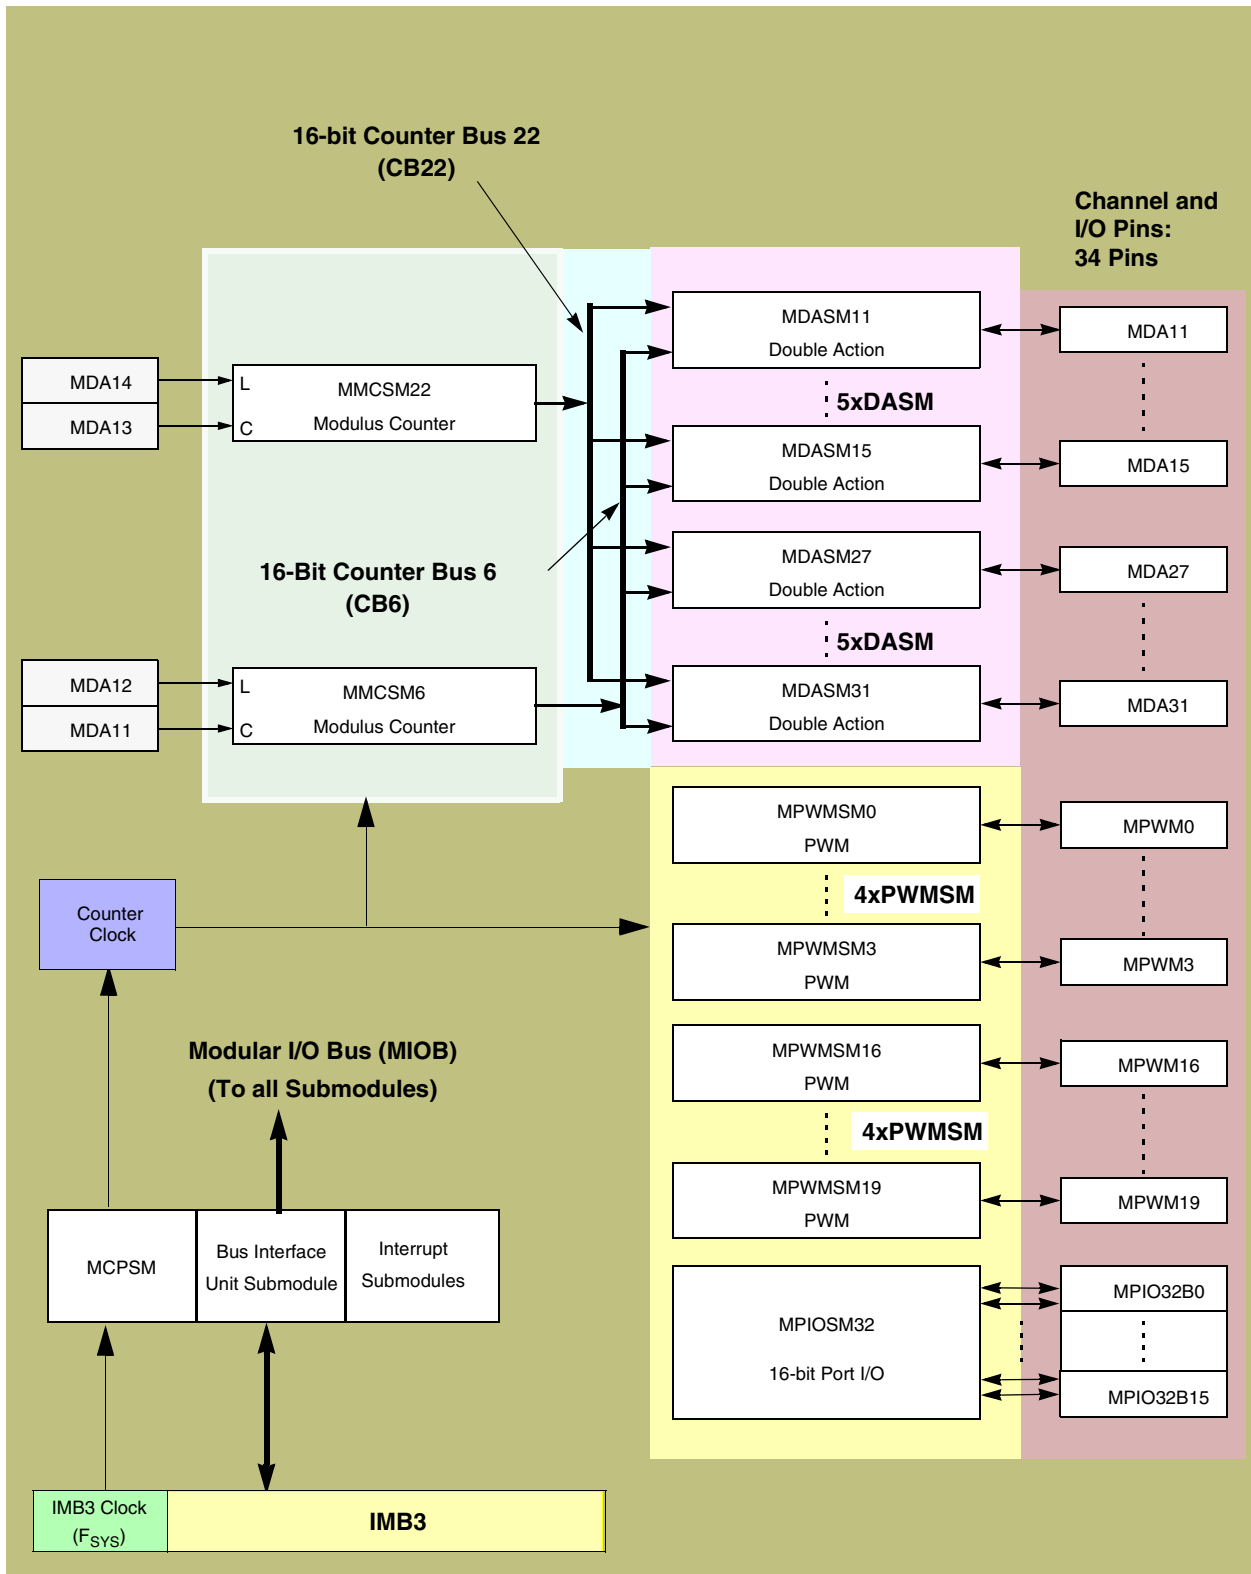 16-bit Counter Bus 22
(CB22)
Channel and
I/O Pins:
34 Pins
MDA14
MDA13
L
C
MMCSM22
Modulus Counter
MDASM11
Double Action
MDA11
5xDASM
MDASM15
Double Action
MDA15
16-Bit Counter Bus 6
(CB6)
MDASM27
Double Action
MDA27
5xDASM
MDA12
MDA11
L
C
MMCSM6
Modulus Counter
MDASM31
Double Action
MDA31
MPWMSM0
PWM
MPWM0
4xPWMSM
Counter
Clock
MPWMSM3
PWM
MPWM3
Modular I/O Bus (MIOB)
(To all Submodules)
MPWMSM16
PWM
MPWM16
4xPWMSM
MPWMSM19
PWM
MPWM19
MCPSM
Bus Interface
Unit Submodule
Interrupt
Submodules
MPIOSM32
16-bit Port I/O
MPIO32B0
MPIO32B15
IMB3 Clock
(FSYS)
IMB3